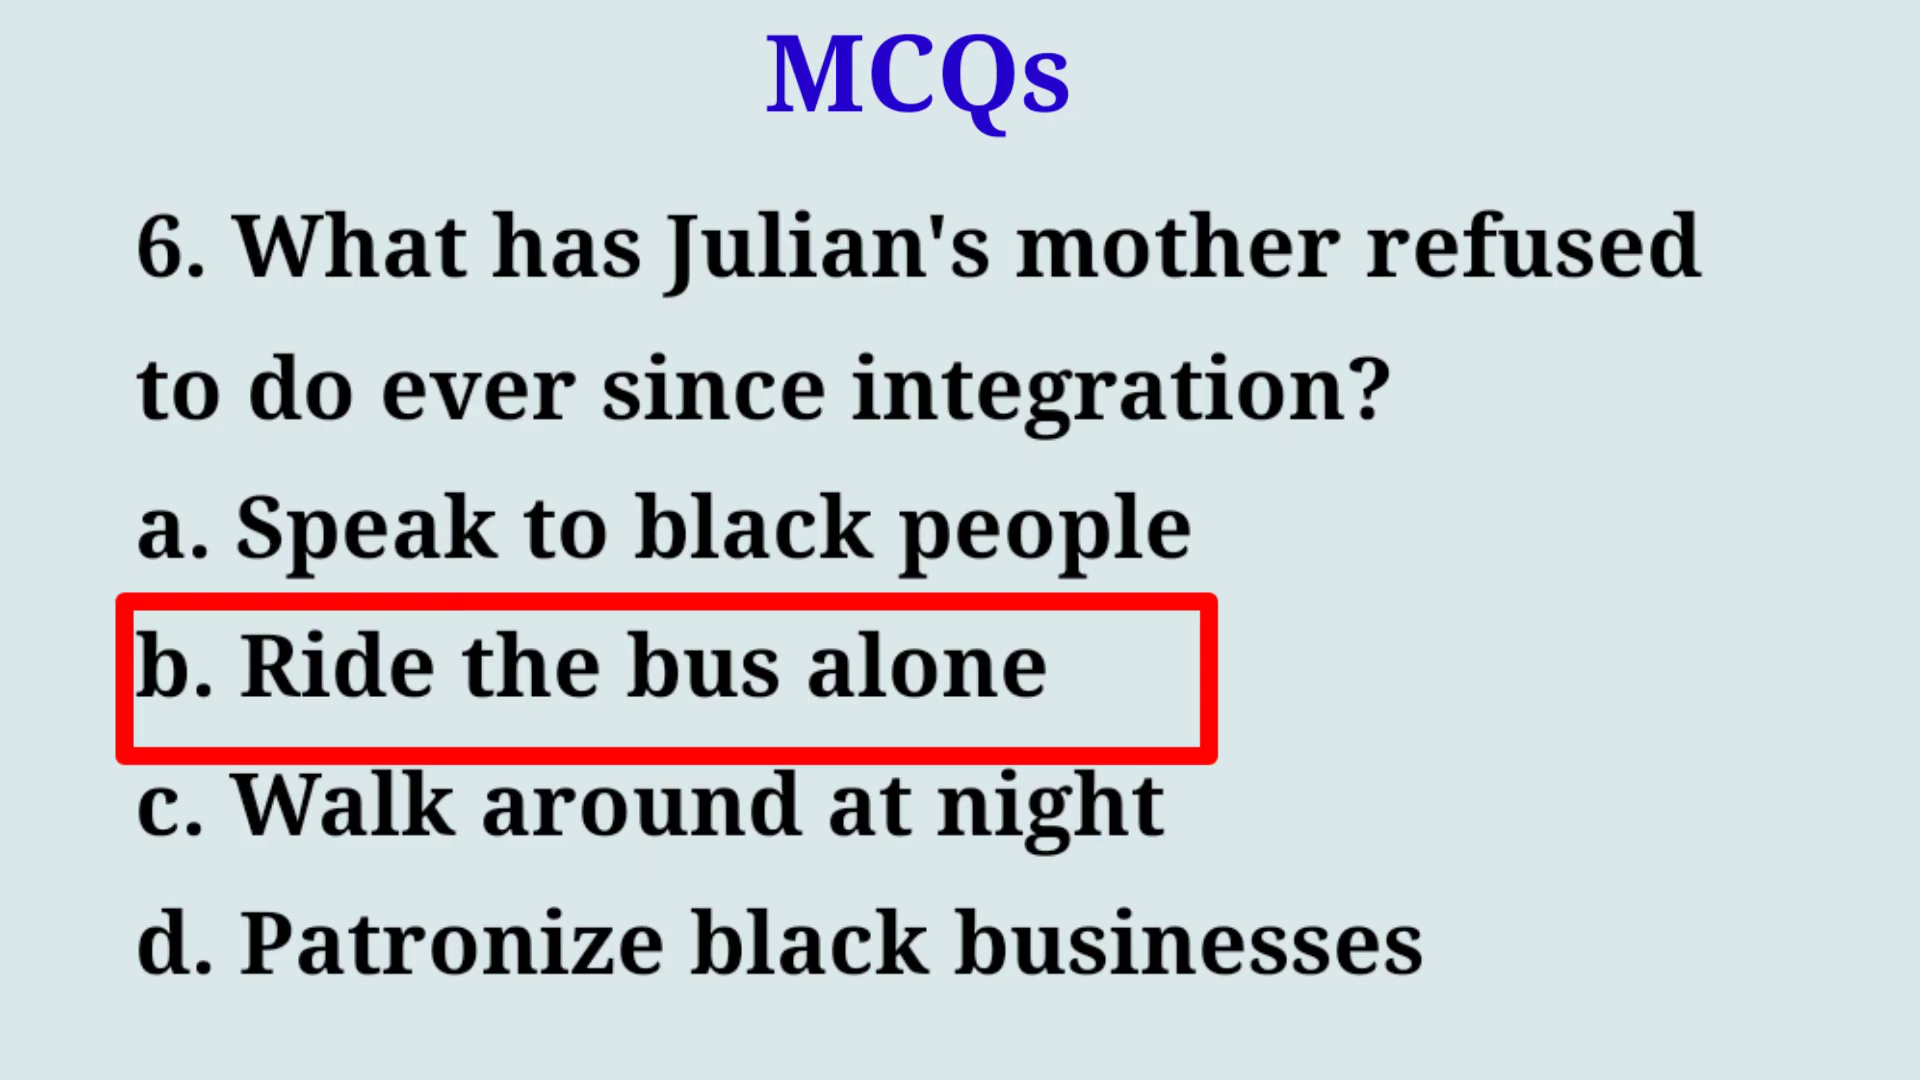 MCQs
6. What has Julian's mother refused
to do ever since integration?
a. Speak to black people
b. Ride the bus alone
c. Walk around at night
d. Patronize black businesses